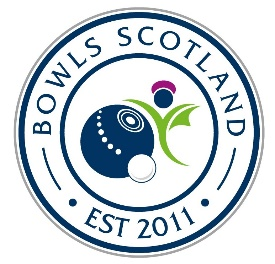 BOWLS SCOTLAND
• EST 2011 •